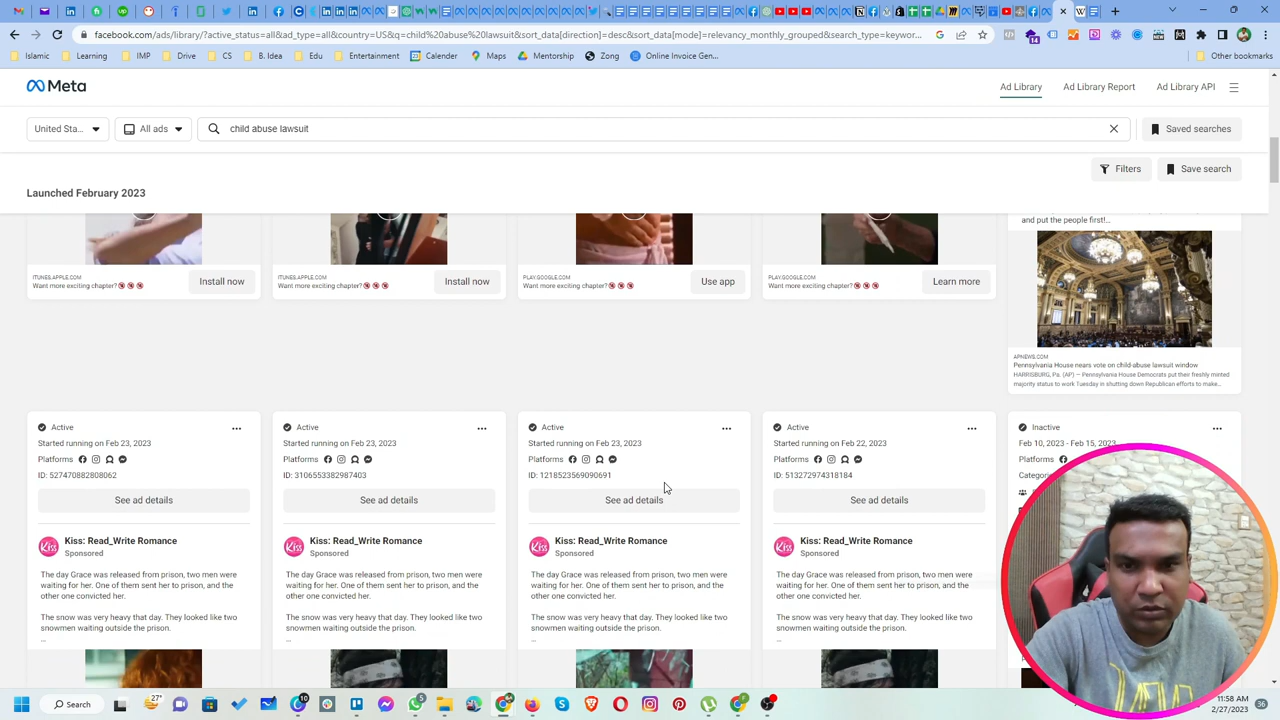 facebook.com/ads/library/?active_status=all&ad_type=all&country=US&q=child%20abuse%20lawsuit&sort_data[direction]=desc&sort_data[mode]=relevancy_monthly_grouped&search_type=keywor...
Islamic Learning IMP Drive CS B. Idea Edu Entertainment Calendar Maps Mentorship Zong Online Invoice Gen... Other bookmarks
Meta
Ad Library Ad Library Report Ad Library API
United Sta... All ads child abuse lawsuit Saved searches
Filters Save search
Launched February 2023
and put the people first!...
ITUNES.APPLE.COM
Want more exciting chapter?
Install now
ITUNES.APPLE.COM
Want more exciting chapter?
Install now
PLAY.GOOGLE.COM
Want more exciting chapter?
Use app
PLAY.GOOGLE.COM
Want more exciting chapter?
Learn more
APNEWS.COM
Pennsylvania House nears vote on child-abuse lawsuit window
HARRISBURG, Pa. (AP) — Pennsylvania House Democrats put their freshly minted
majority status to work Tuesday in shutting down Republican efforts to make...
Active
Started running on Feb 23, 2023
Platforms
ID: 527470882808062
See ad details
Kiss: Read_Write Romance
Sponsored
The day Grace was released from prison, two men were
waiting for her. One of them sent her to prison, and the
other one convicted her.
The snow was very heavy that day. They looked like two
snowmen waiting outside the prison.
...
Active
Started running on Feb 23, 2023
Platforms
ID: 3106553382987403
See ad details
Kiss: Read_Write Romance
Sponsored
The day Grace was released from prison, two men were
waiting for her. One of them sent her to prison, and the
other one convicted her.
The snow was very heavy that day. They looked like two
snowmen waiting outside the prison.
...
Active
Started running on Feb 23, 2023
Platforms
ID: 1218523569090691
See ad details
Kiss: Read_Write Romance
Sponsored
The day Grace was released from prison, two men were
waiting for her. One of them sent her to prison, and the
other one convicted her.
The snow was very heavy that day. They looked like two
snowmen waiting outside the prison.
...
Active
Started running on Feb 22, 2023
Platforms
ID: 513272974318184
See ad details
Kiss: Read_Write Romance
Sponsored
The day Grace was released from prison, two men were
waiting for her. One of them sent her to prison, and the
other one convicted her.
The snow was very heavy that day. They looked like two
snowmen waiting outside the prison.
...
Inactive
Feb 10, 2023 - Feb 15, 2023
Platforms
27°
Search
11:58 AM
2/27/2023